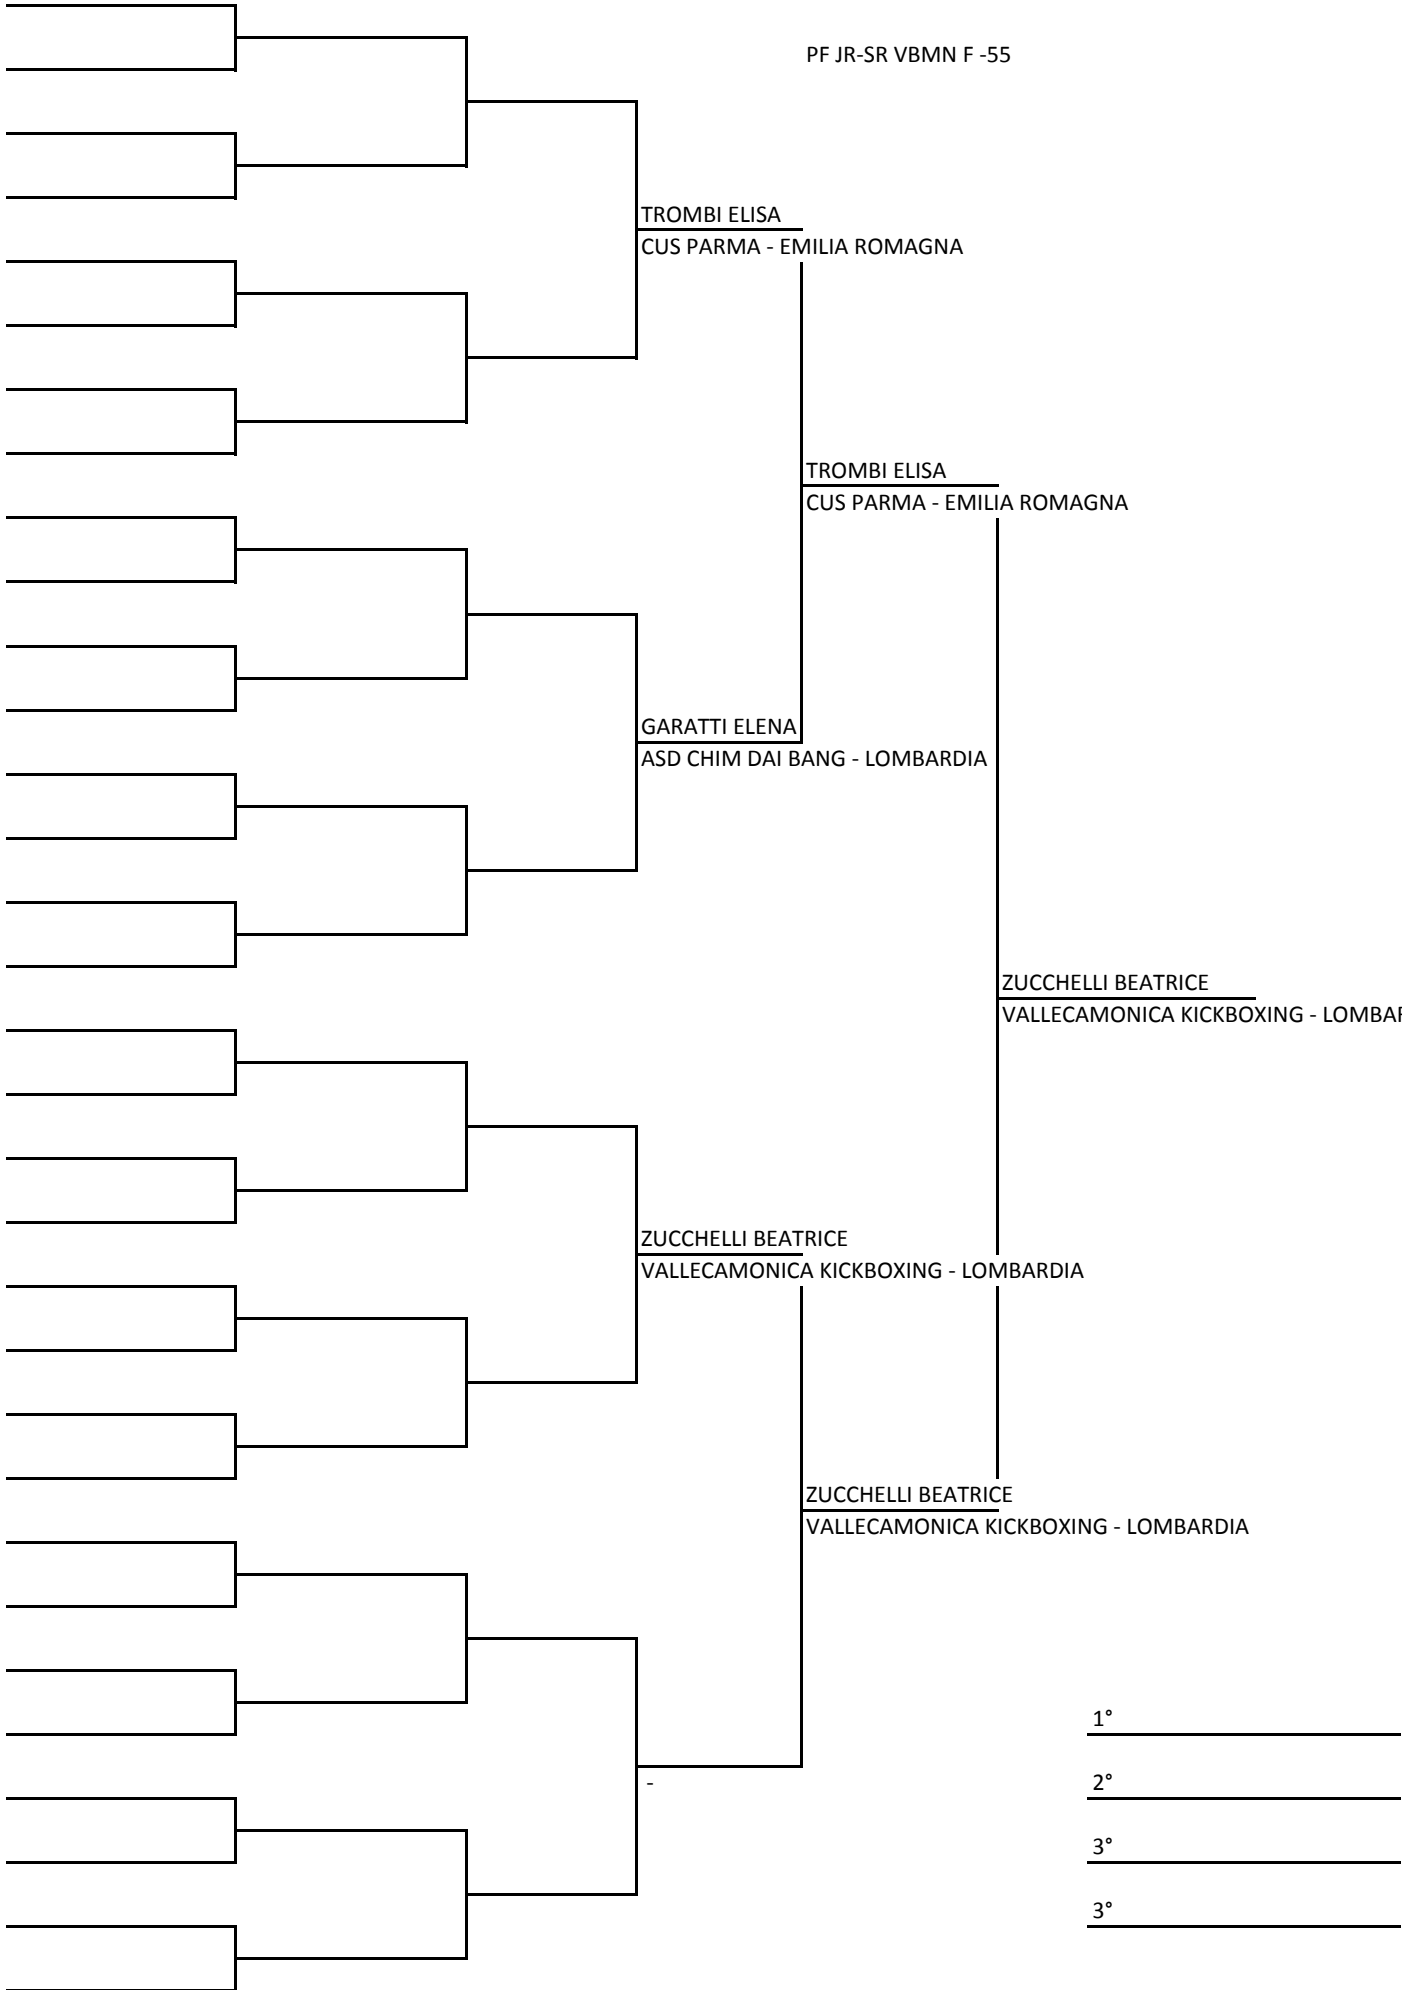 PF JR-SR VBMN F -55
TROMBI ELISA
CUS PARMA - EMILIA ROMAGNA
TROMBI ELISA
CUS PARMA - EMILIA ROMAGNA
GARATTI ELENA
ASD CHIM DAI BANG - LOMBARDIA
ZUCCHELLI BEATRICE
VALLECAMONICA KICKBOXING - LOMBAR
ZUCCHELLI BEATRICE
VALLECAMONICA KICKBOXING - LOMBARDIA
ZUCCHELLI BEATRICE
VALLECAMONICA KICKBOXING - LOMBARDIA
1°
-
2°
3°
3°